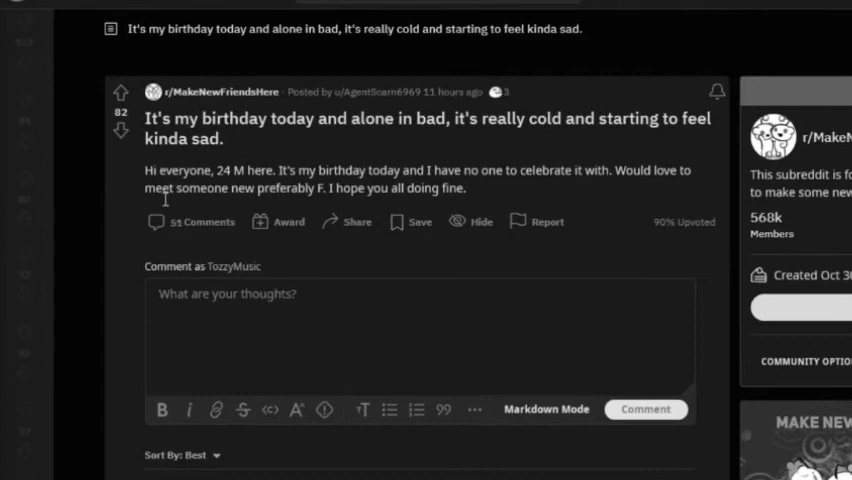 It's my birthday today and alone in bad, it's really cold and starting to feel kinda sad.
r/MakeNewFriendsHere · Posted by u/AgentScarn6969 11 hours ago 3
82
It's my birthday today and alone in bad, it's really cold and starting to feel
kinda sad.
Hi everyone, 24 M here. It's my birthday today and I have no one to celebrate it with. Would love to
meet someone new preferably F. I hope you all doing fine.
51 Comments Award Share Save Hide Report 90% Upvoted
Comment as TozzyMusic
What are your thoughts?
B i S <c> A T 99 ... Markdown Mode Comment
Sort By: Best
r/MakeN
This subreddit is fo
to make some new
568k
Members
Created Oct 30
COMMUNITY OPTIO
MAKE NEW